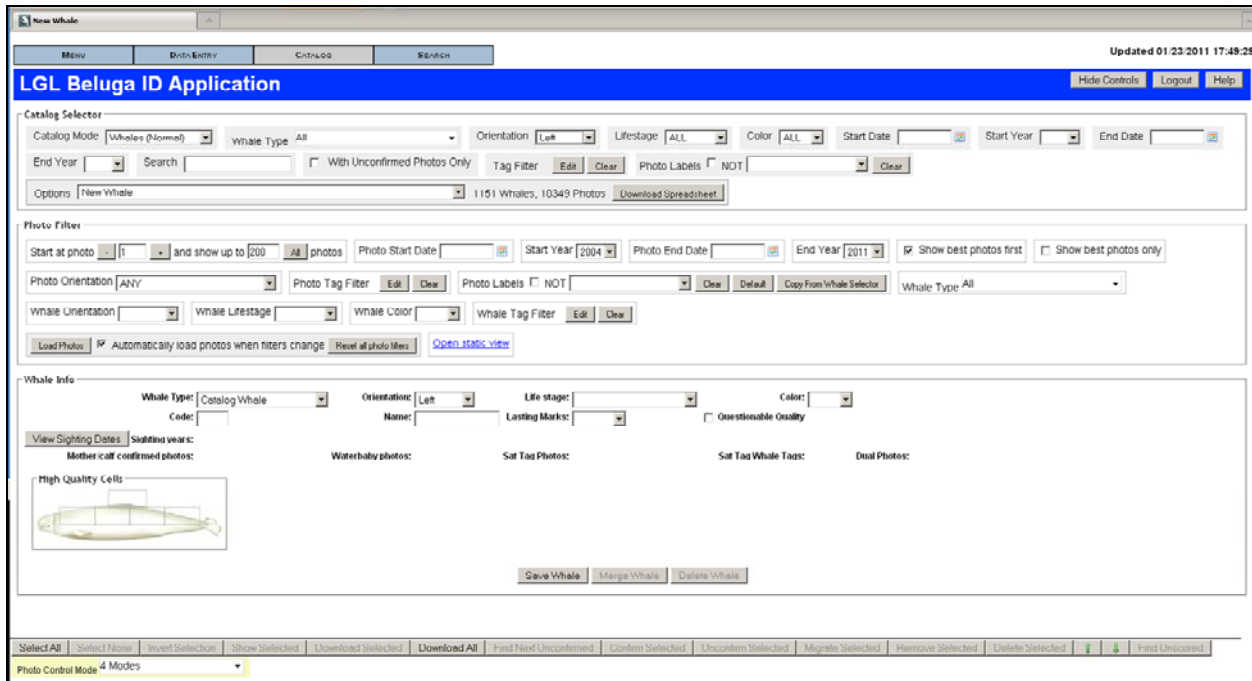 New Whale
MENU DATA ENTRY CATALOG SEARCH Updated 01/23/2011 17:49:29
LGL Beluga ID Application Hide Controls Logout Help
Catalog Selector
Catalog Mode Whales (Normal) Whale Type All Orientation Left Lifestage ALL Color ALL Start Date Start Year End Date
End Year Search With Unconfirmed Photos Only Tag Filter Edit Clear Photo Labels NOT Clear
Options New Whale 1151 Whales, 10349 Photos Download Spreadsheet
Photo Filter
Start at photo - 1 + and show up to 200 All photos Photo Start Date Start Year 2004 Photo End Date End Year 2011 Show best photos first Show best photos only
Photo Orientation ANY Photo Tag Filter Edit Clear Photo Labels NOT Clear Default Copy From Whale Selector Whale Type All
Whale Orientation Whale Lifestage Whale Color Whale Tag Filter Edit Clear
Load Photos Automatically load photos when filters change Reset all photo filters Open static view
Whale Info
Whale Type: Catalog Whale Orientation: Left Life stage: Color:
Code: Name: Lasting Marks: Questionable Quality
View Sighting Dates Sighting years:
Mother/calf confirmed photos: Waterbaby photos: Sat Tag Photos: Sat Tag Whale Tags: Dual Photos:
High Quality Cells
Save Whale Merge Whale Delete Whale
Select All Select None Invert Selection Show Selected Download Selected Download All Find Next Unconfirmed Confirm Selected Unconfirm Selected Migrate Selected Remove Selected Delete Selected Find Unscored
Photo Control Mode 4 Modes